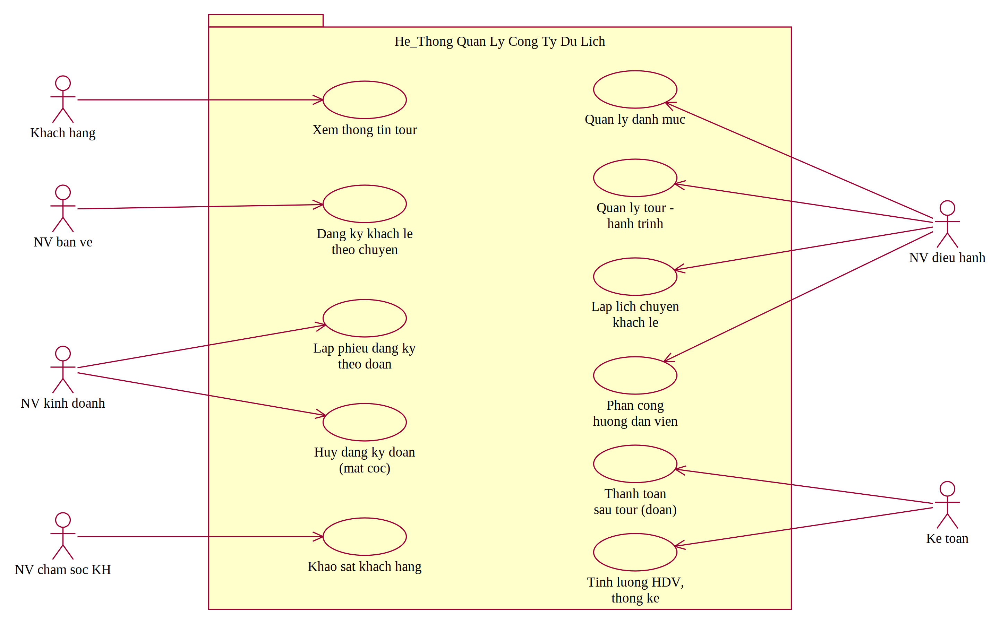 He_Thong Quan Ly Cong Ty Du Lich
Khach hang
NV ban ve
NV kinh doanh
NV cham soc KH
Xem thong tin tour
Dang ky khach le
theo chuyen
Lap phieu dang ky
theo doan
Huy dang ky doan
(mat coc)
Khao sat khach hang
Quan ly danh muc
Quan ly tour -
hanh trinh
Lap lich chuyen
khach le
Phan cong
huong dan vien
Thanh toan
sau tour (doan)
Tinh luong HDV,
thong ke
NV dieu hanh
Ke toan